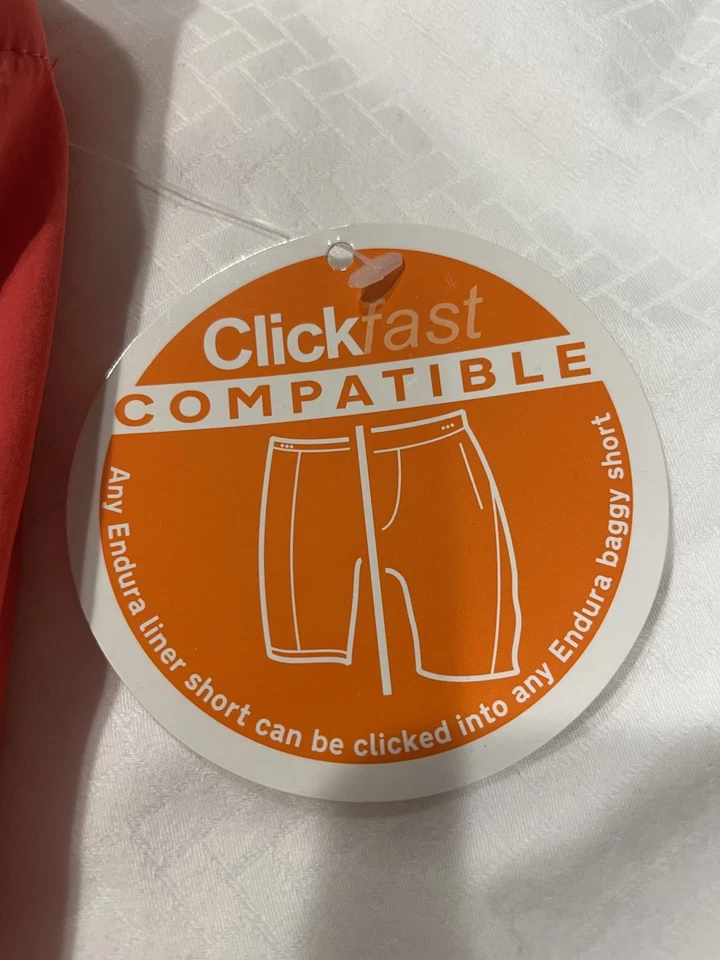 Clickfast
COMPATIBLE
Any Endura liner short can be clicked into any Endura baggy short